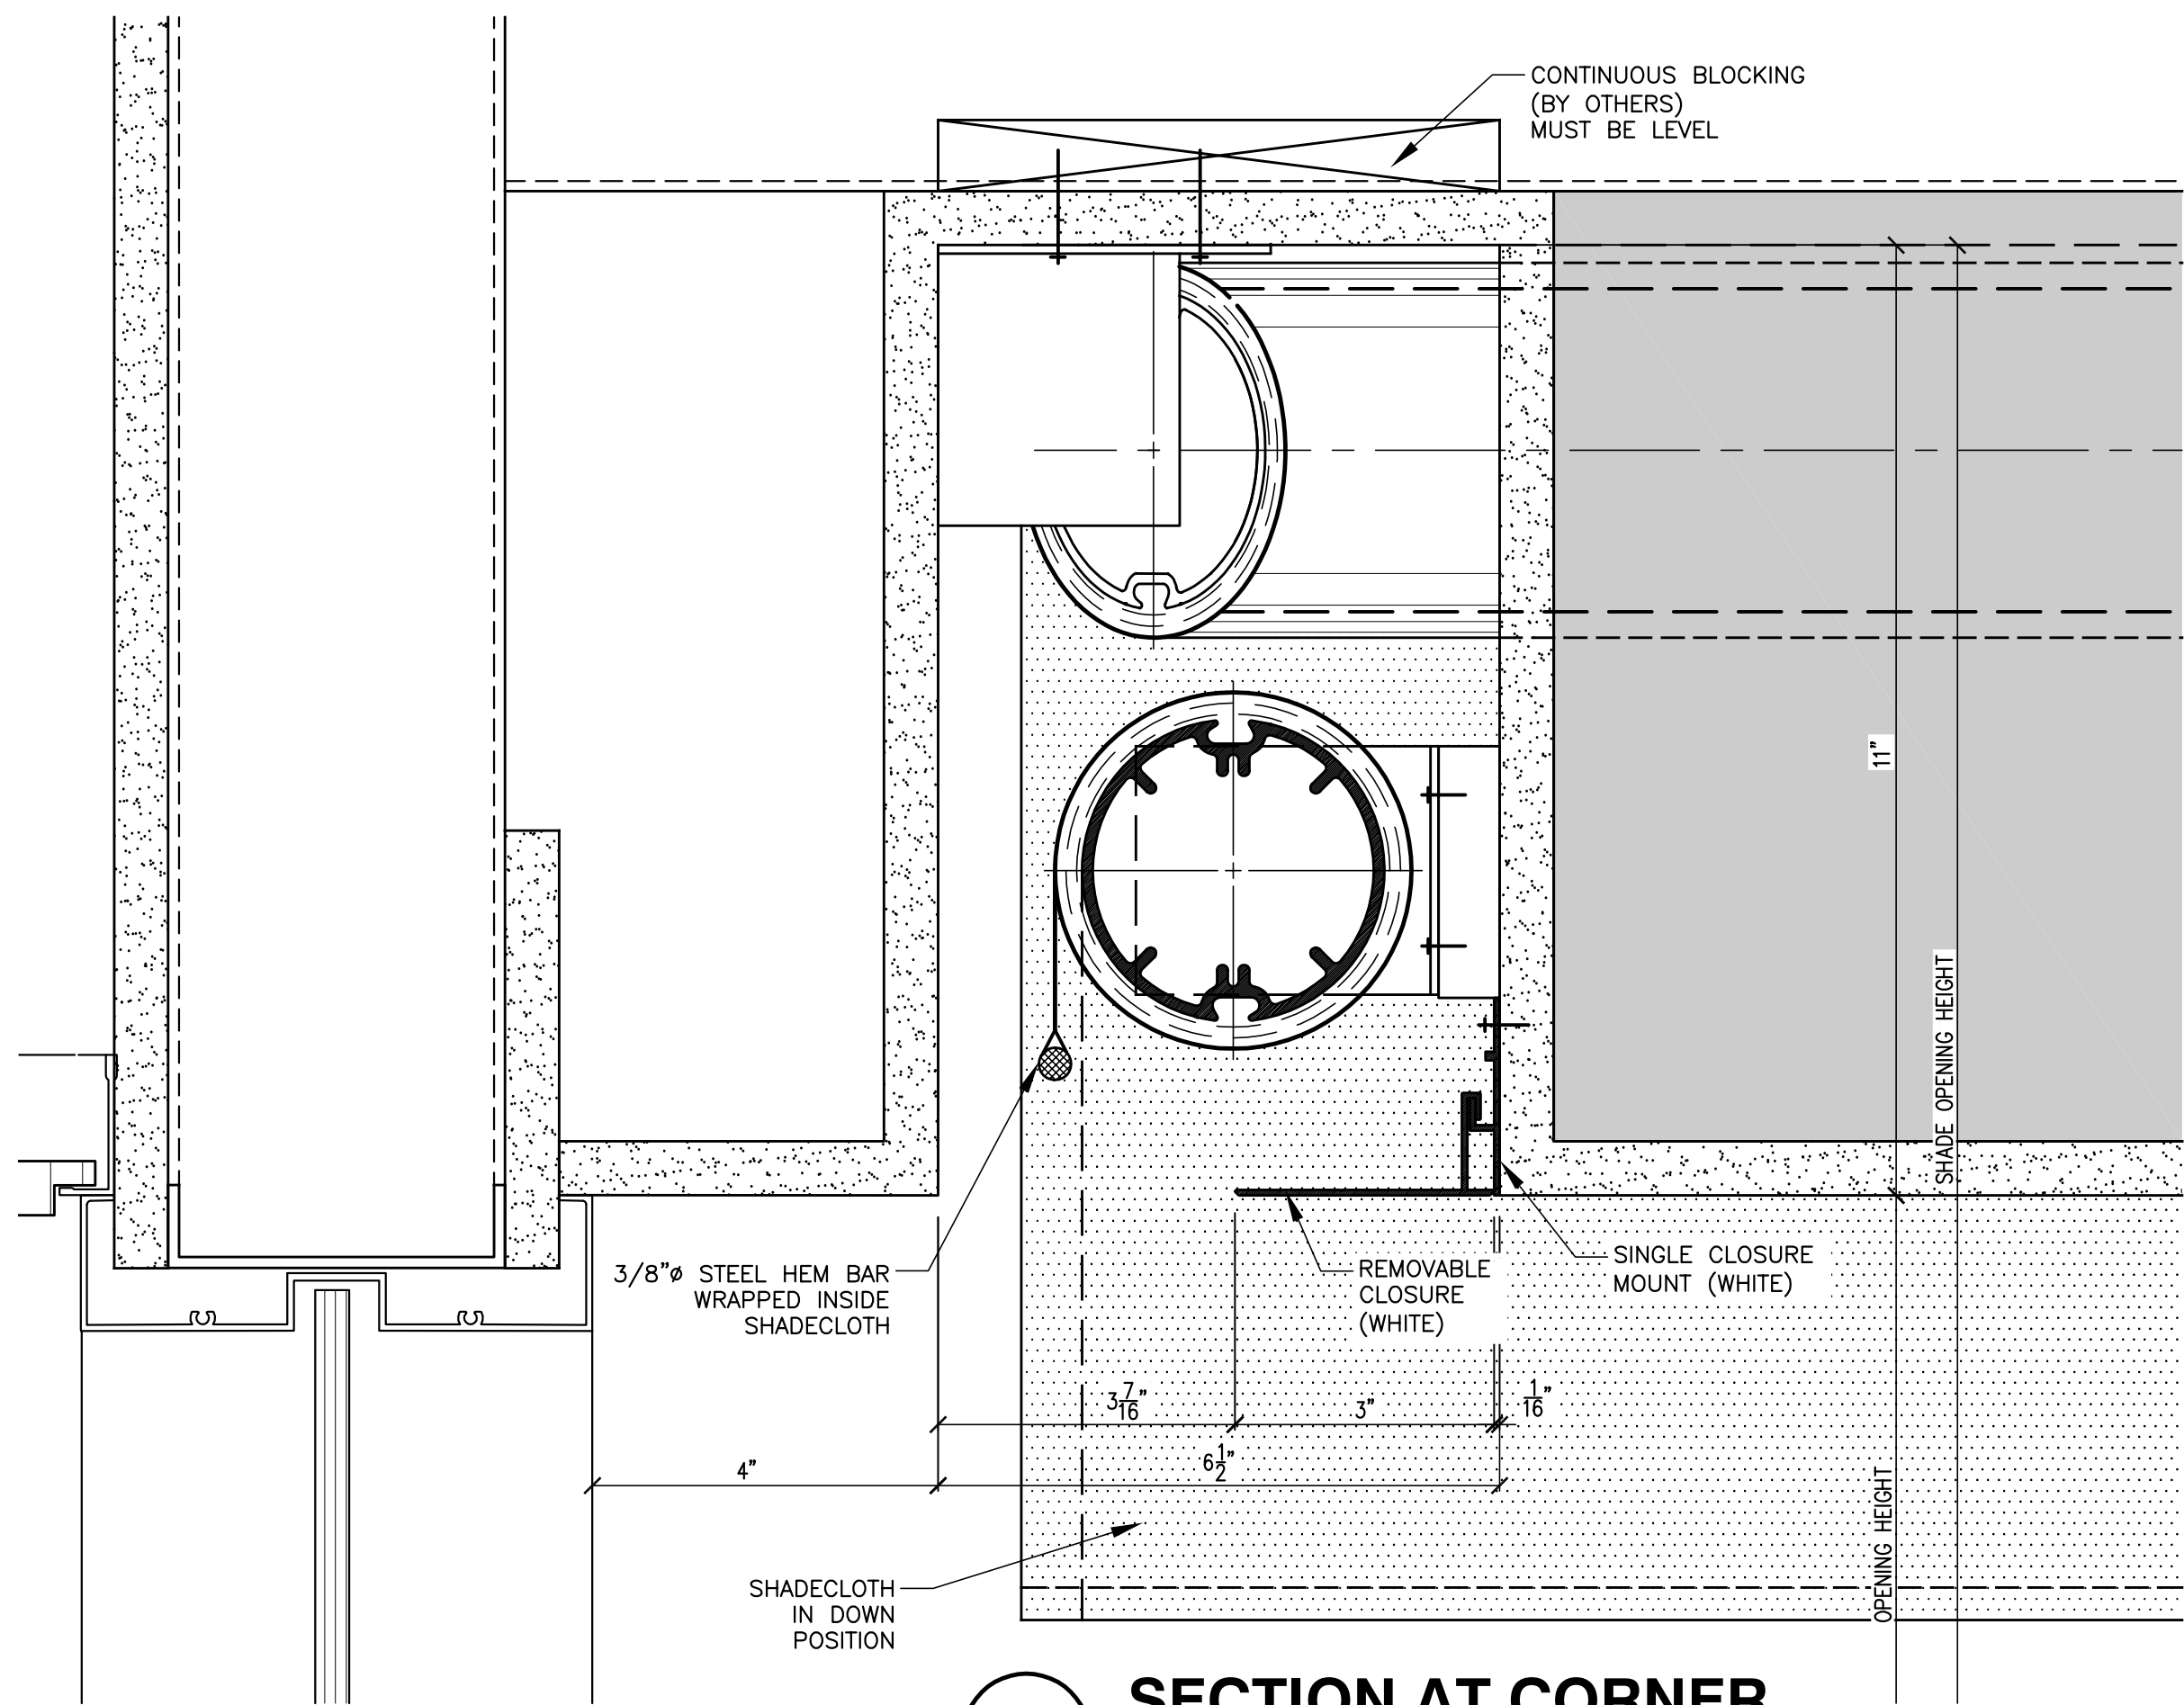 CONTINUOUS BLOCKING
(BY OTHERS)
MUST BE LEVEL
11"
SHADE OPENING HEIGHT
3/8"ø STEEL HEM BAR
WRAPPED INSIDE
SHADECLOTH
REMOVABLE
CLOSURE
(WHITE)
SINGLE CLOSURE
MOUNT (WHITE)
3 7/16"
3"
1/16"
4"
6 1/2"
OPENING HEIGHT
SHADECLOTH
IN DOWN
POSITION
SECTION AT CORNER